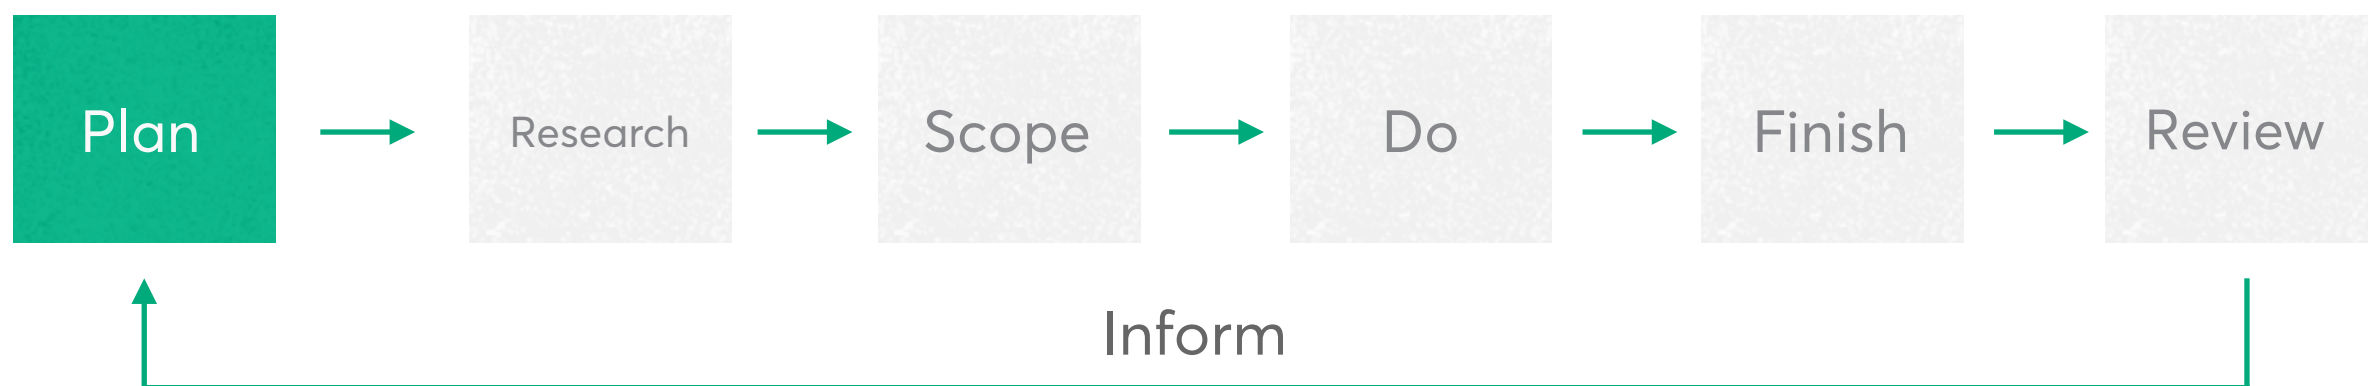 Plan
Research
Scope
Do
Finish
Review
Inform